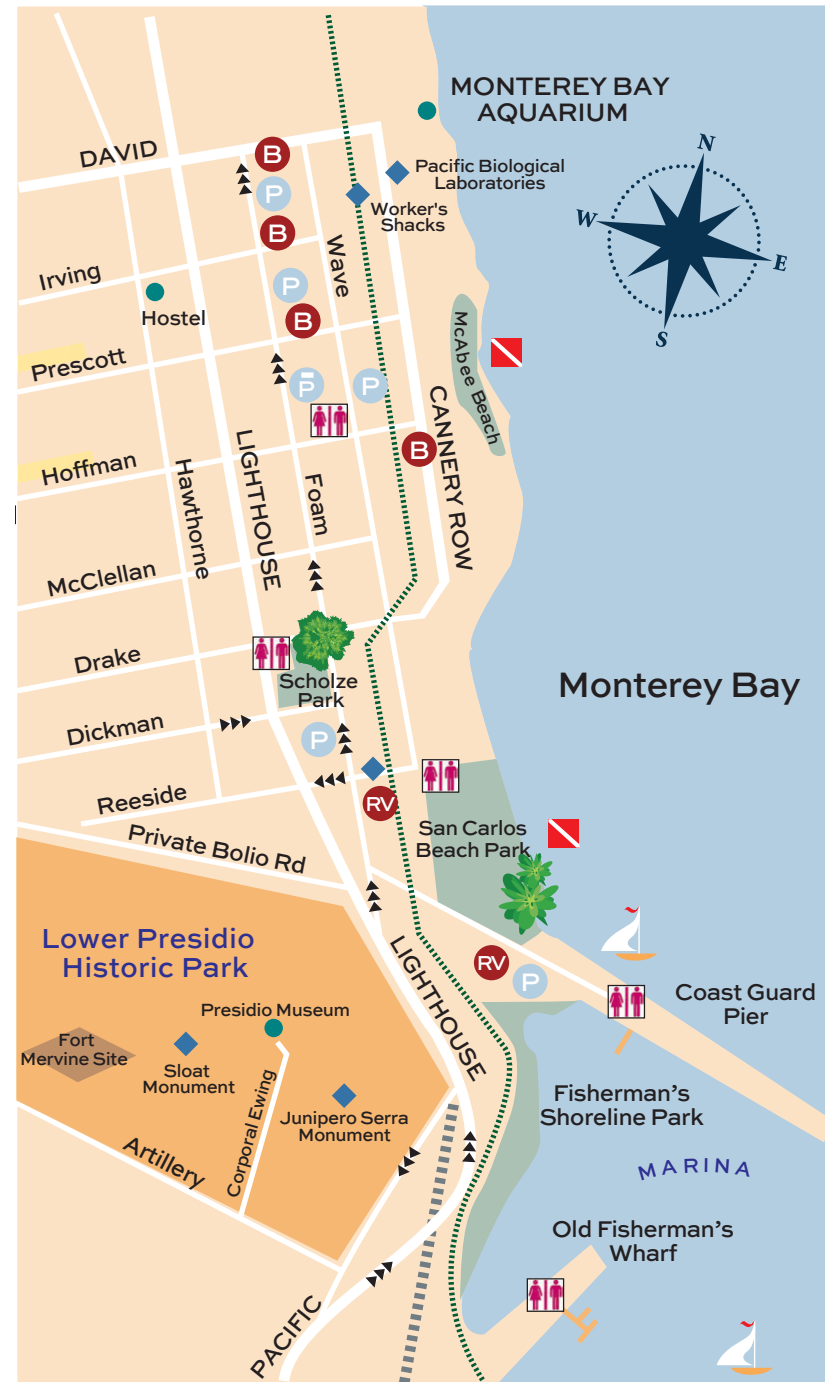 MONTEREY BAY
AQUARIUM
DAVID
B
N
P
Pacific Biological
Laboratories
Worker's
Shacks
W
B
Wave
E
Irving
P
Hostel
B
S
McAbee Beach
Prescott
P
P
CANNERY ROW
B
LIGHTHOUSE
Hoffman
Hawthorne
Foam
McClellan
Drake
Scholze
Park
Monterey Bay
Dickman
P
Reeside
RV
San Carlos
Beach Park
Private Bolio Rd
Lower Presidio
Historic Park
LIGHTHOUSE
RV
P
Coast Guard
Pier
Presidio Museum
Fort
Mervine Site
Sloat
Monument
Corporal Ewing
Junipero Serra
Monument
Fisherman's
Shoreline Park
Artillery
MARINA
Old Fisherman's
Wharf
PACIFIC